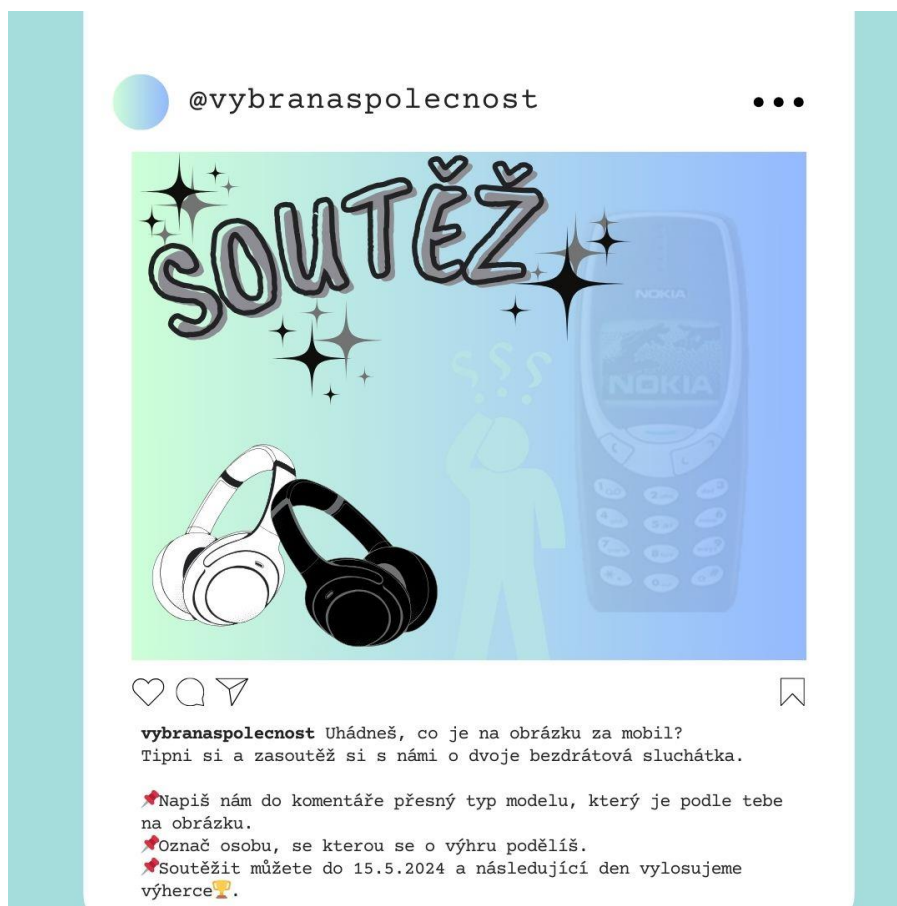 @vybranaspolecnost
SOUTĚŽ
NOKIA
NOKIA
???
vybranaspolecnost Uhádneš, co je na obrázku za mobil?
Tipni si a zasoutěž si s námi o dvoje bezdrátová sluchátka.
📌Napiš nám do komentáře přesný typ modelu, který je podle tebe
na obrázku.
📌Označ osobu, se kterou se o výhru podělíš.
📌Soutěžit můžete do 15.5.2024 a následující den vylosujeme
výherce🏆.